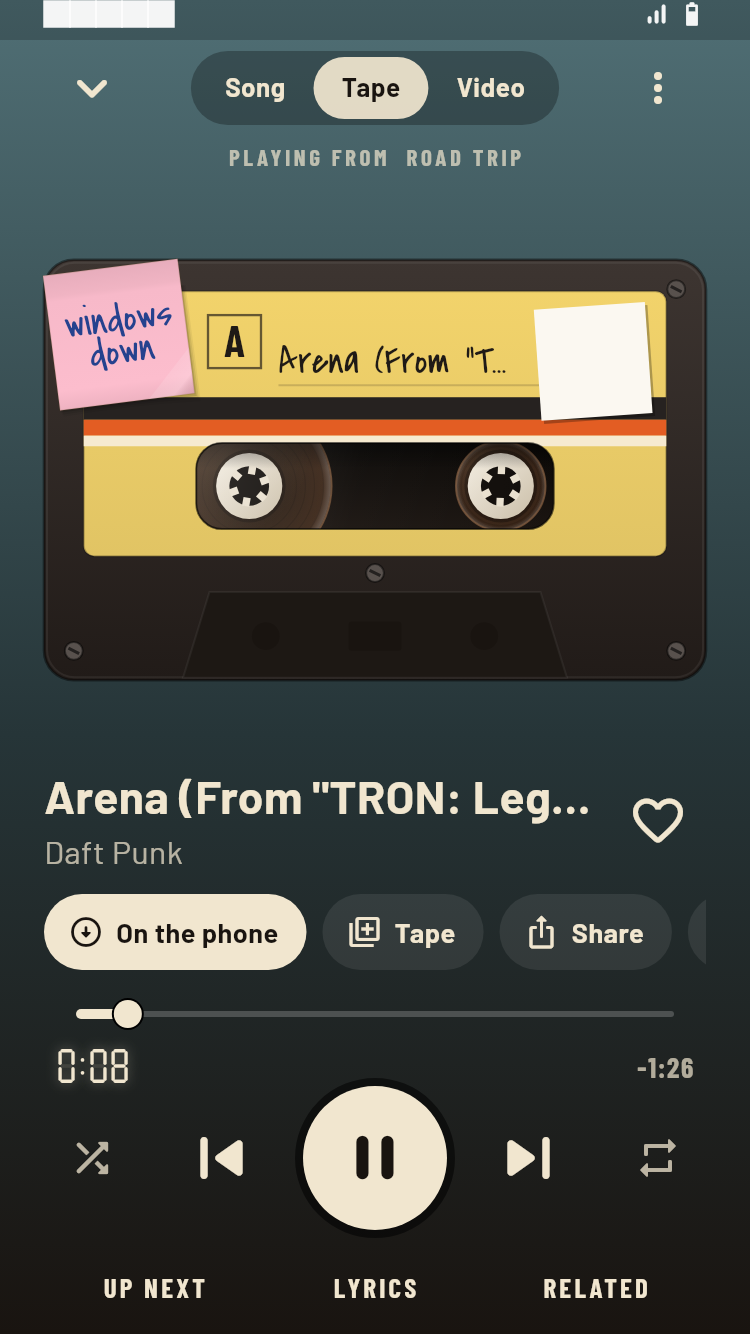 Song
Tape
Video
PLAYING FROM ROAD TRIP
windows
down
A
Arena (From "T...
Arena (From "TRON: Leg...
Daft Punk
On the phone
Tape
Share
0:08
-1:26
UP NEXT
LYRICS
RELATED